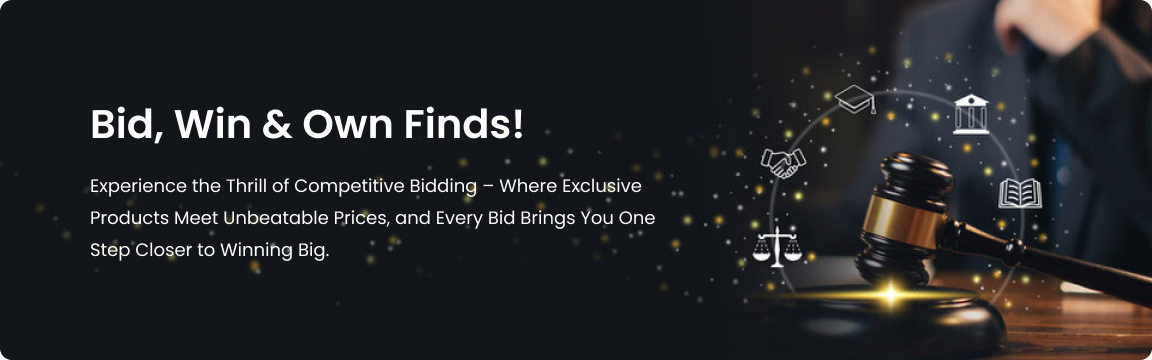 Bid, Win & Own Finds!
Experience the Thrill of Competitive Bidding – Where Exclusive
Products Meet Unbeatable Prices, and Every Bid Brings You One
Step Closer to Winning Big.